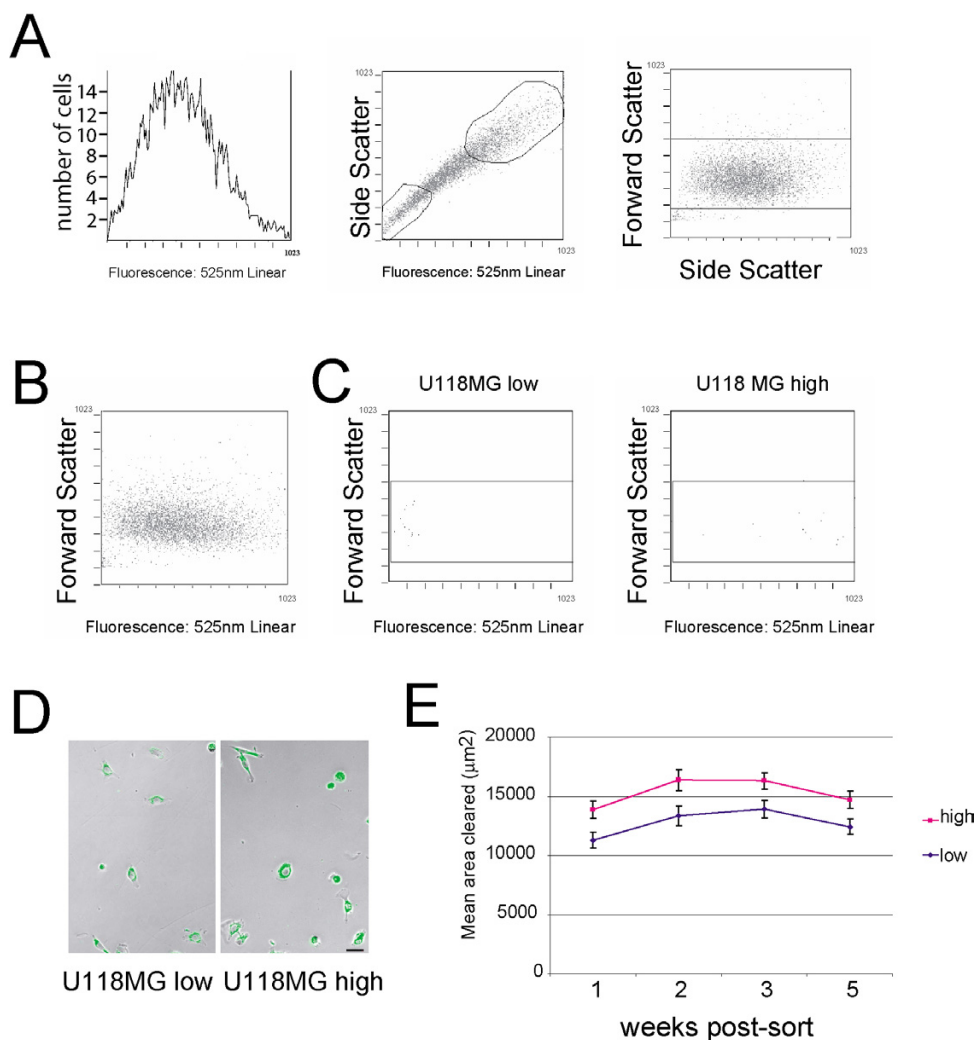 A
number of cells
14
12
10
8
6
4
2
1023
Fluorescence: 525nm Linear
Side Scatter
1023
1023
Fluorescence: 525nm Linear
Forward Scatter
1023
1023
Side Scatter
B
Forward Scatter
1023
1023
Fluorescence: 525nm Linear
C
U118MG low
Forward Scatter
1023
1023
Fluorescence: 525nm Linear
U118 MG high
Forward Scatter
1023
1023
Fluorescence: 525nm Linear
D
U118MG low
U118MG high
E
Mean area cleared (µm2)
20000
15000
10000
5000
0
1 2 3 5
weeks post-sort
high
low